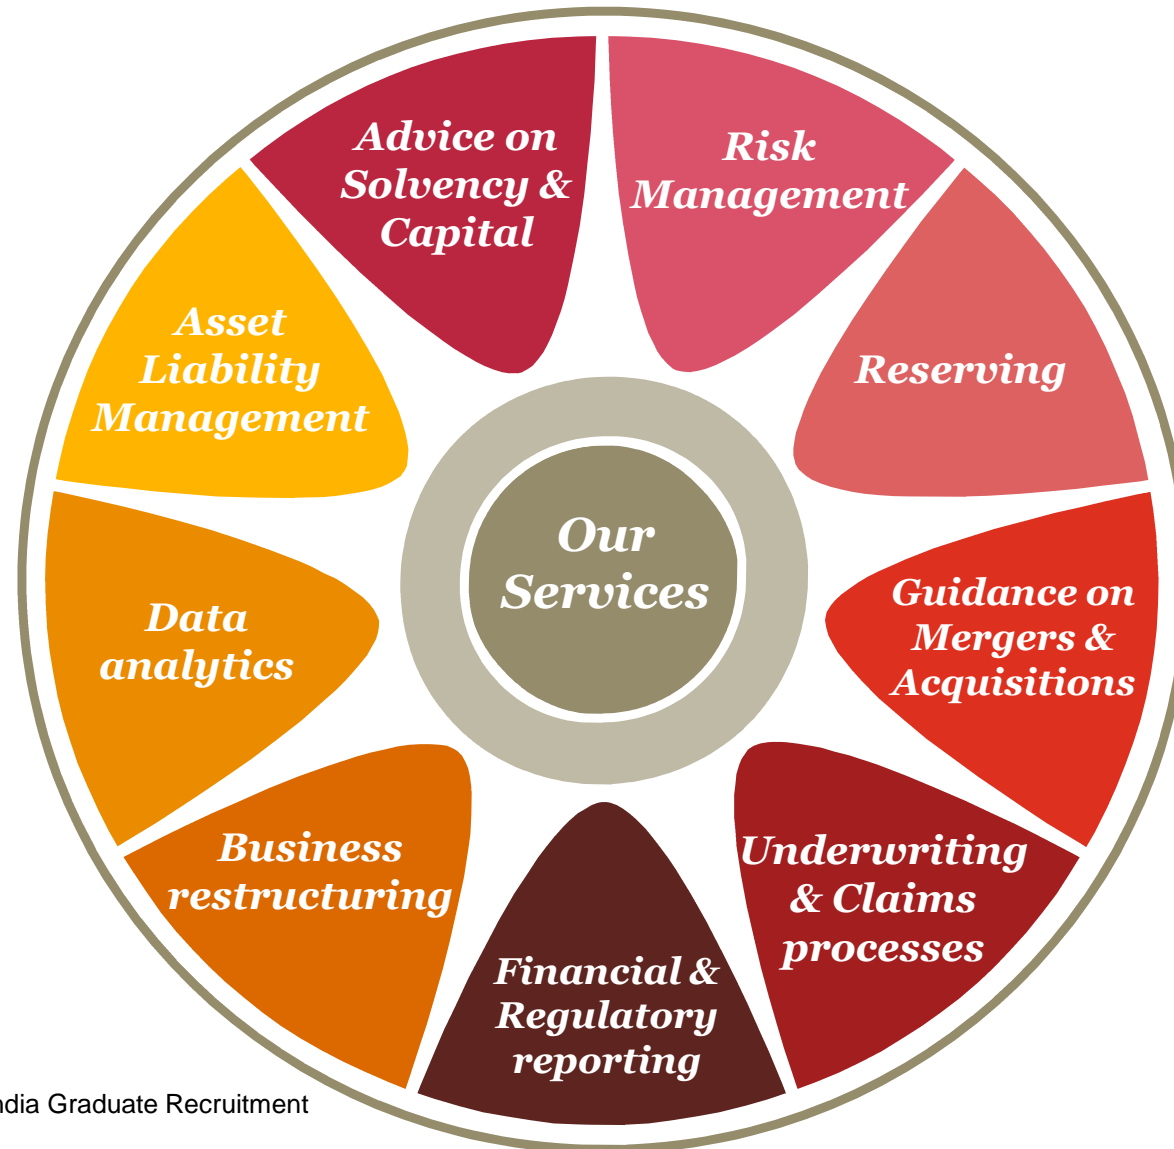 Advice on
Solvency &
Capital
Risk
Management
Reserving
Guidance on
Mergers &
Acquisitions
Underwriting
& Claims
processes
Financial &
Regulatory
reporting
Business
restructuring
Data
analytics
Asset
Liability
Management
Our
Services
Graduate Recruitment